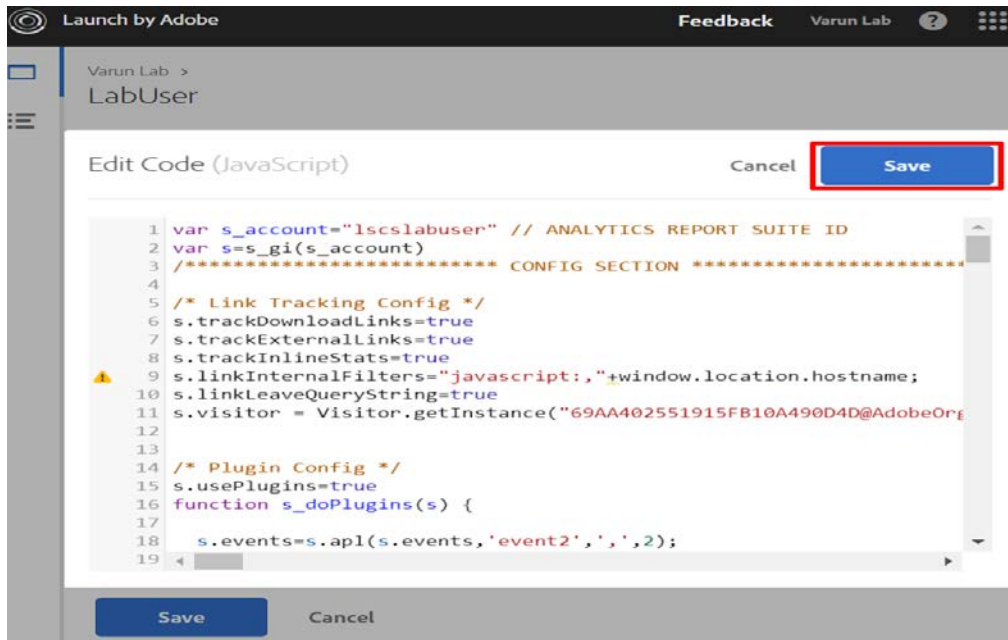 Launch by Adobe Feedback Varun Lab ?
Varun Lab >
LabUser
Edit Code (JavaScript) Cancel Save
1 var s_account="lscslabuser" // ANALYTICS REPORT SUITE ID
2 var s=s_gi(s_account)
3 /*************************** CONFIG SECTION ************************
4
5 /* Link Tracking Config */
6 s.trackDownloadLinks=true
7 s.trackExternalLinks=true
8 s.trackInlineStats=true
9 s.linkInternalFilters="javascript:,"+window.location.hostname;
10 s.linkLeaveQueryString=true
11 s.visitor = Visitor.getInstance("69AA402551915FB10A490D4D@AdobeOrg
12
13
14 /* Plugin Config */
15 s.usePlugins=true
16 function s_doPlugins(s) {
17
18 s.events=s.apl(s.events,'event2',',',2);
19
Save Cancel